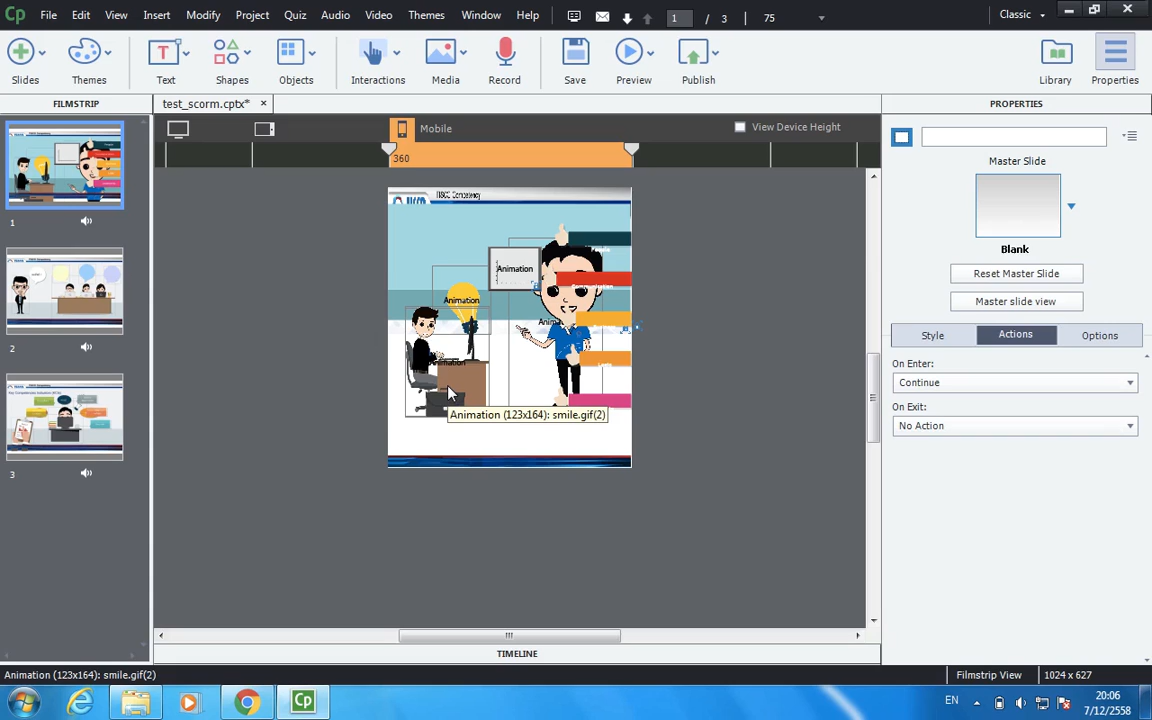 Cp File Edit View Insert Modify Project Quiz Audio Video Themes Window Help 1 / 3 75 Classic
Slides Themes Text Shapes Objects Interactions Media Record Save Preview Publish Library Properties
FILMSTRIP test_scorm.cptx* PROPERTIES
Mobile View Device Height
360
Master Slide
Competency
1
Blank
Animation
Reset Master Slide
Animation
Master slide view
Style Actions Options
2
Animation
On Enter:
Continue
Animation (123x164): smile.gif(2)
On Exit:
No Action
3
TIMELINE
Animation (123x164): smile.gif(2) Filmstrip View 1024 x 627
Cp EN 20:06
7/12/2558